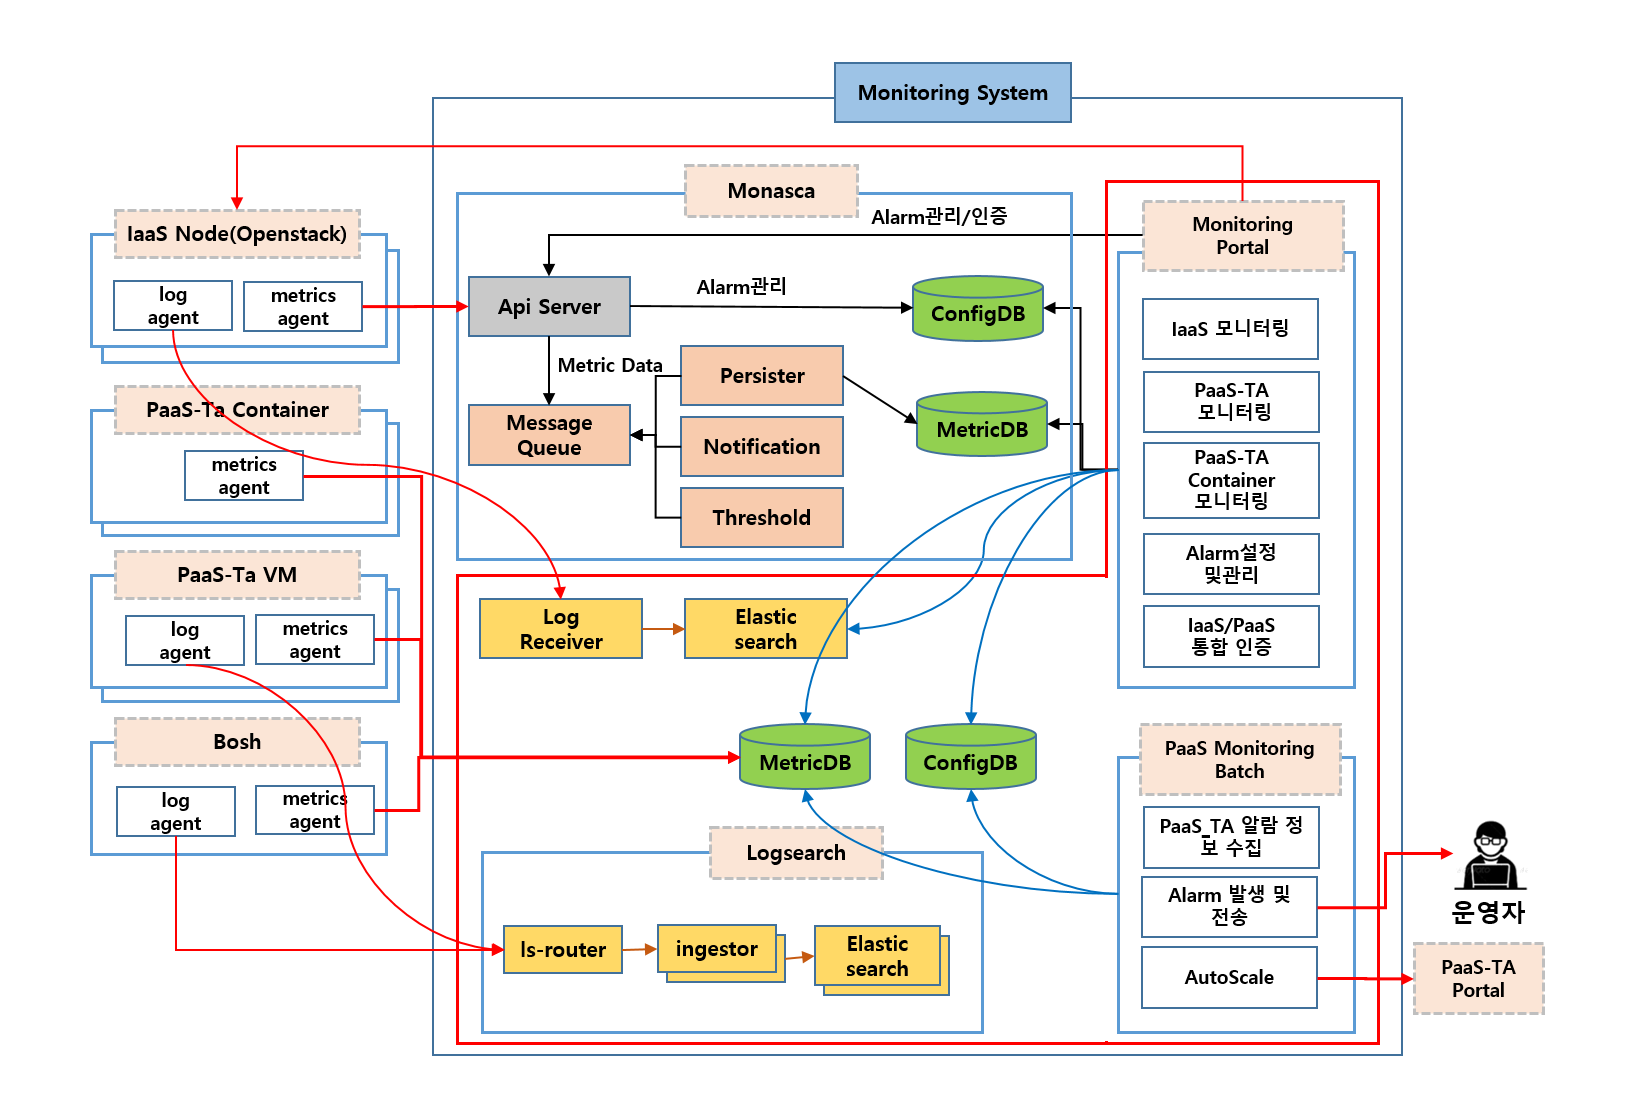 Monitoring System
Monasca
Alarm관리/인증
Monitoring
Portal
IaaS Node(Openstack)
log
agent
metrics
agent
Api Server
Alarm관리
ConfigDB
IaaS 모니터링
Metric Data
Persister
PaaS-TA
모니터링
PaaS-Ta Container
Message
Queue
Notification
MetricDB
metrics
agent
PaaS-TA
Container
모니터링
Threshold
Alarm설정
및관리
PaaS-Ta VM
log
agent
metrics
agent
Log
Receiver
Elastic
search
IaaS/PaaS
통합 인증
Bosh
MetricDB
ConfigDB
PaaS Monitoring
Batch
log
agent
metrics
agent
PaaS_TA 알람 정
보 수집
Logsearch
Alarm 발생 및
전송
운영자
ls-router
ingestor
Elastic
search
AutoScale
PaaS-TA
Portal